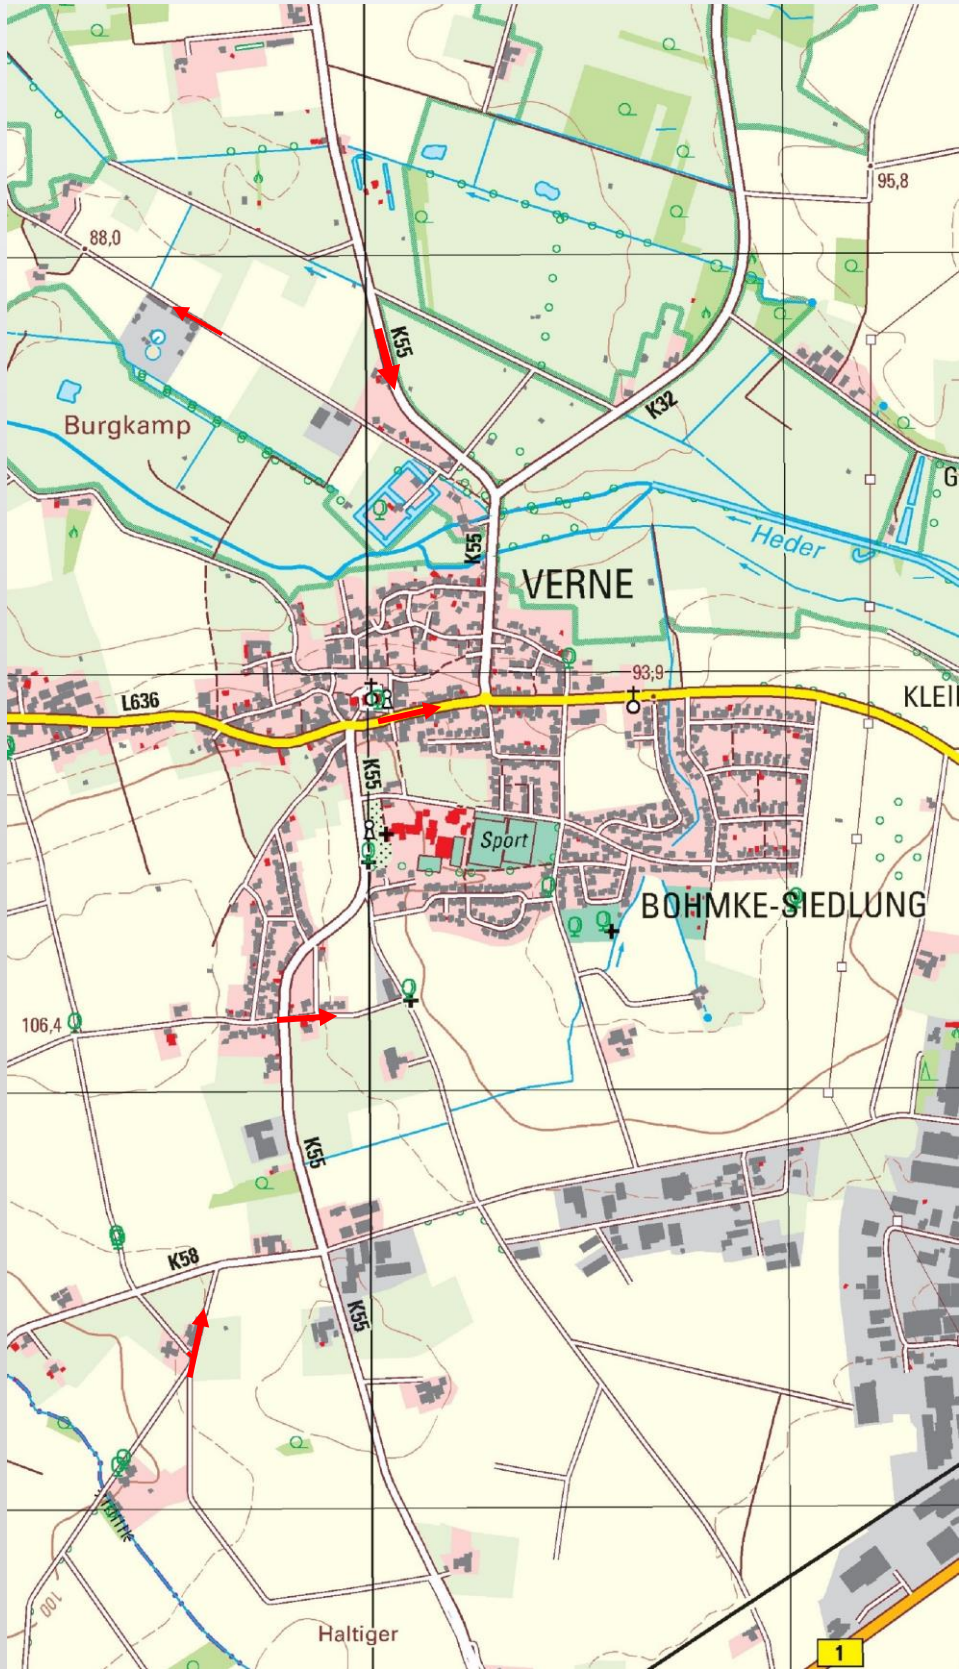 95,8
88,0
K55
Burgkamp
K32
G
Heder
K55
VERNE
93,9
L636
KLEI
K55
Sport
BOHMKE-SIEDLUNG
106,4
K55
K58
K55
100
Haltiger
1